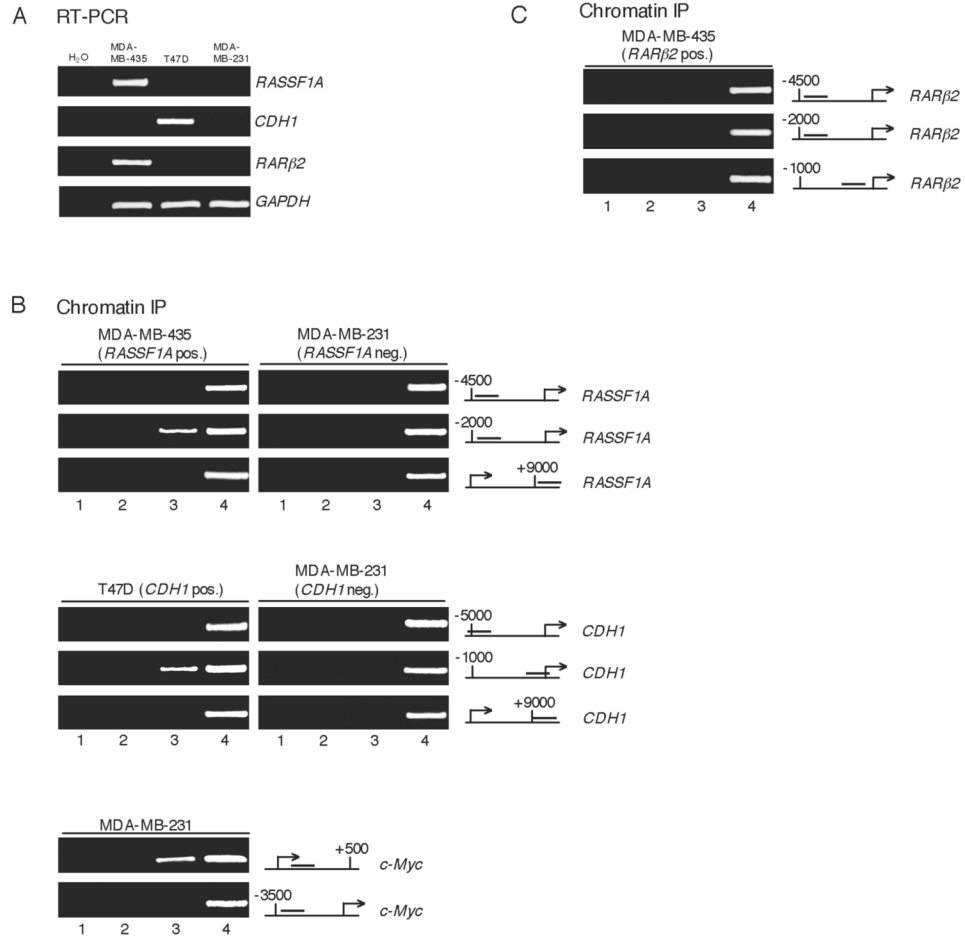 A RT-PCR
H2O MDA-MB-435 T47D MDA-MB-231
RASSF1A
CDH1
RARβ2
GAPDH
C Chromatin IP
MDA-MB-435
(RARβ2 pos.)
-4500 RARβ2
-2000 RARβ2
-1000 RARβ2
1 2 3 4
B Chromatin IP
MDA-MB-435 MDA-MB-231
(RASSF1A pos.) (RASSF1A neg.)
-4500 RASSF1A
-2000 RASSF1A
+9000 RASSF1A
1 2 3 4 1 2 3 4
MDA-MB-231
T47D (CDH1 pos.) (CDH1 neg.)
-5000 CDH1
-1000 CDH1
+9000 CDH1
1 2 3 4 1 2 3 4
MDA-MB-231
+500 c-Myc
-3500 c-Myc
1 2 3 4